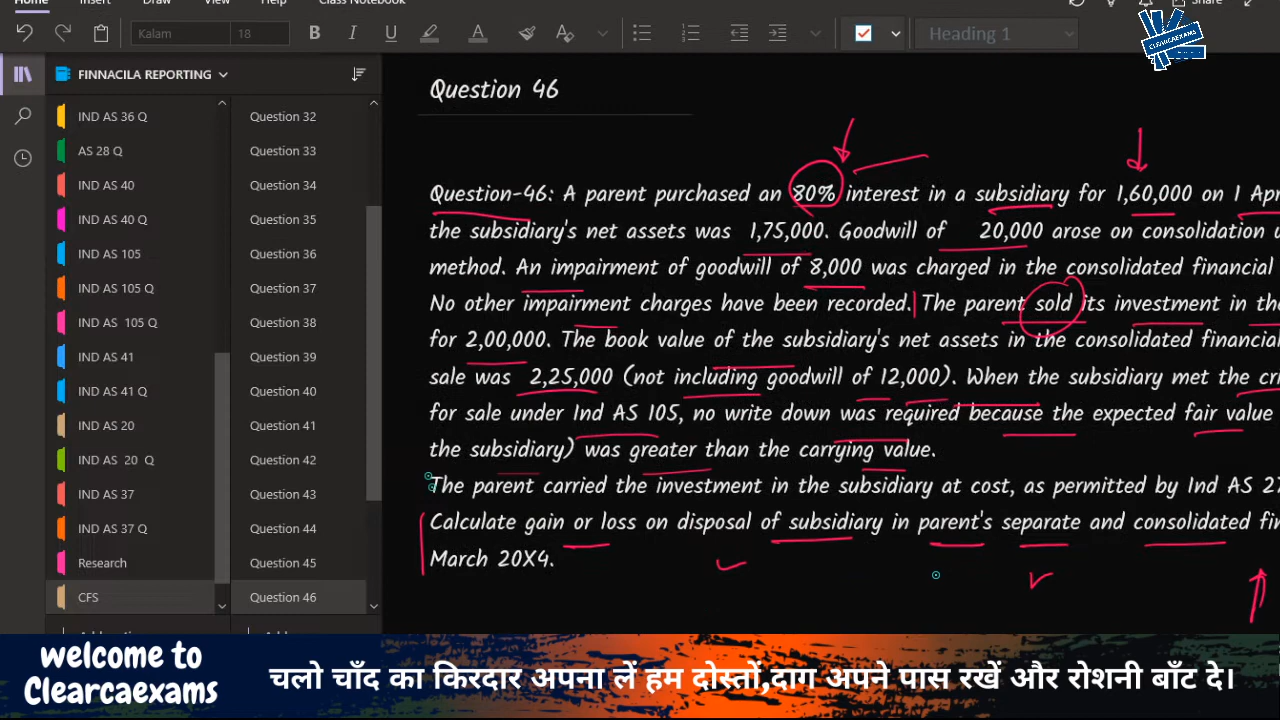 Home Insert Draw View Help Class Notebook Share
Kalam 18 B I U A Heading 1
CLEARCAEXAMS
FINNACILA REPORTING
IND AS 36 Q
AS 28 Q
IND AS 40
IND AS 40 Q
IND AS 105
IND AS 105 Q
IND AS 105 Q
IND AS 41
IND AS 41 Q
IND AS 20
IND AS 20 Q
IND AS 37
IND AS 37 Q
Research
CFS
Question 32
Question 33
Question 34
Question 35
Question 36
Question 37
Question 38
Question 39
Question 40
Question 41
Question 42
Question 43
Question 44
Question 45
Question 46
Question 46
Question-46: A parent purchased an 80% interest in a subsidiary for 1,60,000 on 1 Apr
the subsidiary's net assets was 1,75,000. Goodwill of 20,000 arose on consolidation u
method. An impairment of goodwill of 8,000 was charged in the consolidated financial
No other impairment charges have been recorded. The parent sold its investment in the
for 2,00,000. The book value of the subsidiary's net assets in the consolidated financia
sale was 2,25,000 (not including goodwill of 12,000). When the subsidiary met the cri
for sale under Ind AS 105, no write down was required because the expected fair value
the subsidiary) was greater than the carrying value.
The parent carried the investment in the subsidiary at cost, as permitted by Ind AS 27
Calculate gain or loss on disposal of subsidiary in parent's separate and consolidated fin
March 20X4.
welcome to
Clearcaexams
चलो चाँद का किरदार अपना लें हम दोस्तों,दाग अपने पास रखें और रोशनी बाँट दे।